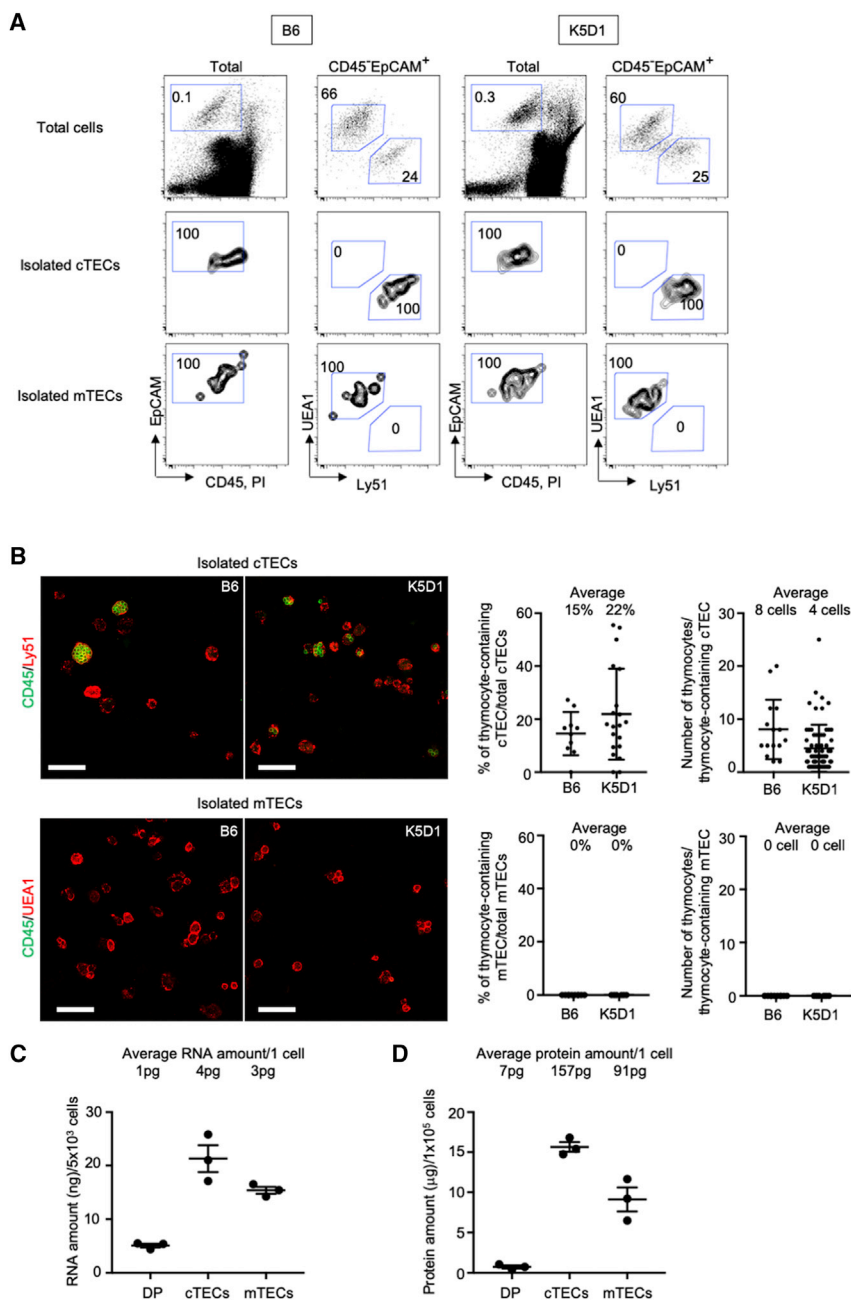 A
B6
K5D1
Total
CD45⁻EpCAM⁺
Total
CD45⁻EpCAM⁺
Total cells
0.1
66
24
0.3
60
25
Isolated cTECs
100
0
100
100
0
100
Isolated mTECs
100
100
0
100
100
0
EpCAM
UEA1
EpCAM
UEA1
CD45, PI
Ly51
CD45, PI
Ly51
B
Isolated cTECs
B6
K5D1
CD45/Ly51
Isolated mTECs
B6
K5D1
CD45/UEA1
Average
15% 22%
% of thymocyte-containing
cTEC/total cTECs
60
40
20
0
B6 K5D1
Average
8 cells 4 cells
Number of thymocytes/
thymocyte-containing cTEC
30
20
10
0
B6 K5D1
Average
0% 0%
% of thymocyte-containing
mTEC/total mTECs
60
40
20
0
B6 K5D1
Average
0 cell 0 cell
Number of thymocytes/
thymocyte-containing mTEC
30
20
10
0
B6 K5D1
C
Average RNA amount/1 cell
1pg 4pg 3pg
RNA amount (ng)/5x10³ cells
30
20
10
0
DP cTECs mTECs
D
Average protein amount/1 cell
7pg 157pg 91pg
Protein amount (μg)/1x10⁵ cells
20
15
10
5
0
DP cTECs mTECs